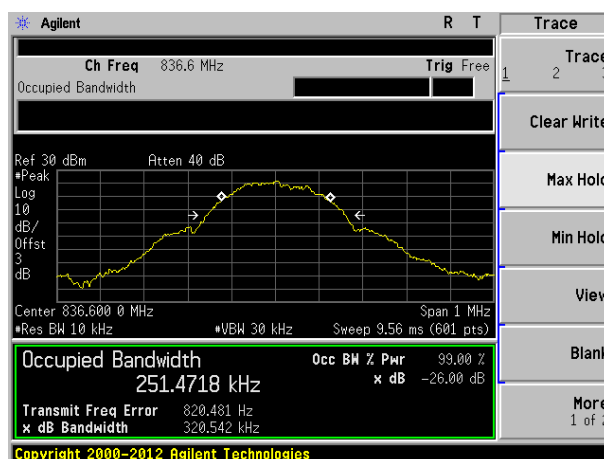 Agilent R T Trace
Ch Freq 836.6 MHz Trig Free
Occupied Bandwidth
Trace
1 2
Clear Write
Max Hold
Min Hold
View
Blank
More
1 of
Ref 30 dBm Atten 40 dB
#Peak
Log
10
dB/
Offst
3
dB
Center 836.600 0 MHz Span 1 MHz
#Res BW 10 kHz #VBW 30 kHz Sweep 9.56 ms (601 pts)
Occupied Bandwidth Occ BW % Pwr 99.00 %
251.4718 kHz x dB -26.00 dB
Transmit Freq Error 820.481 Hz
x dB Bandwidth 320.542 kHz
Copyright 2000-2012 Agilent Technologies